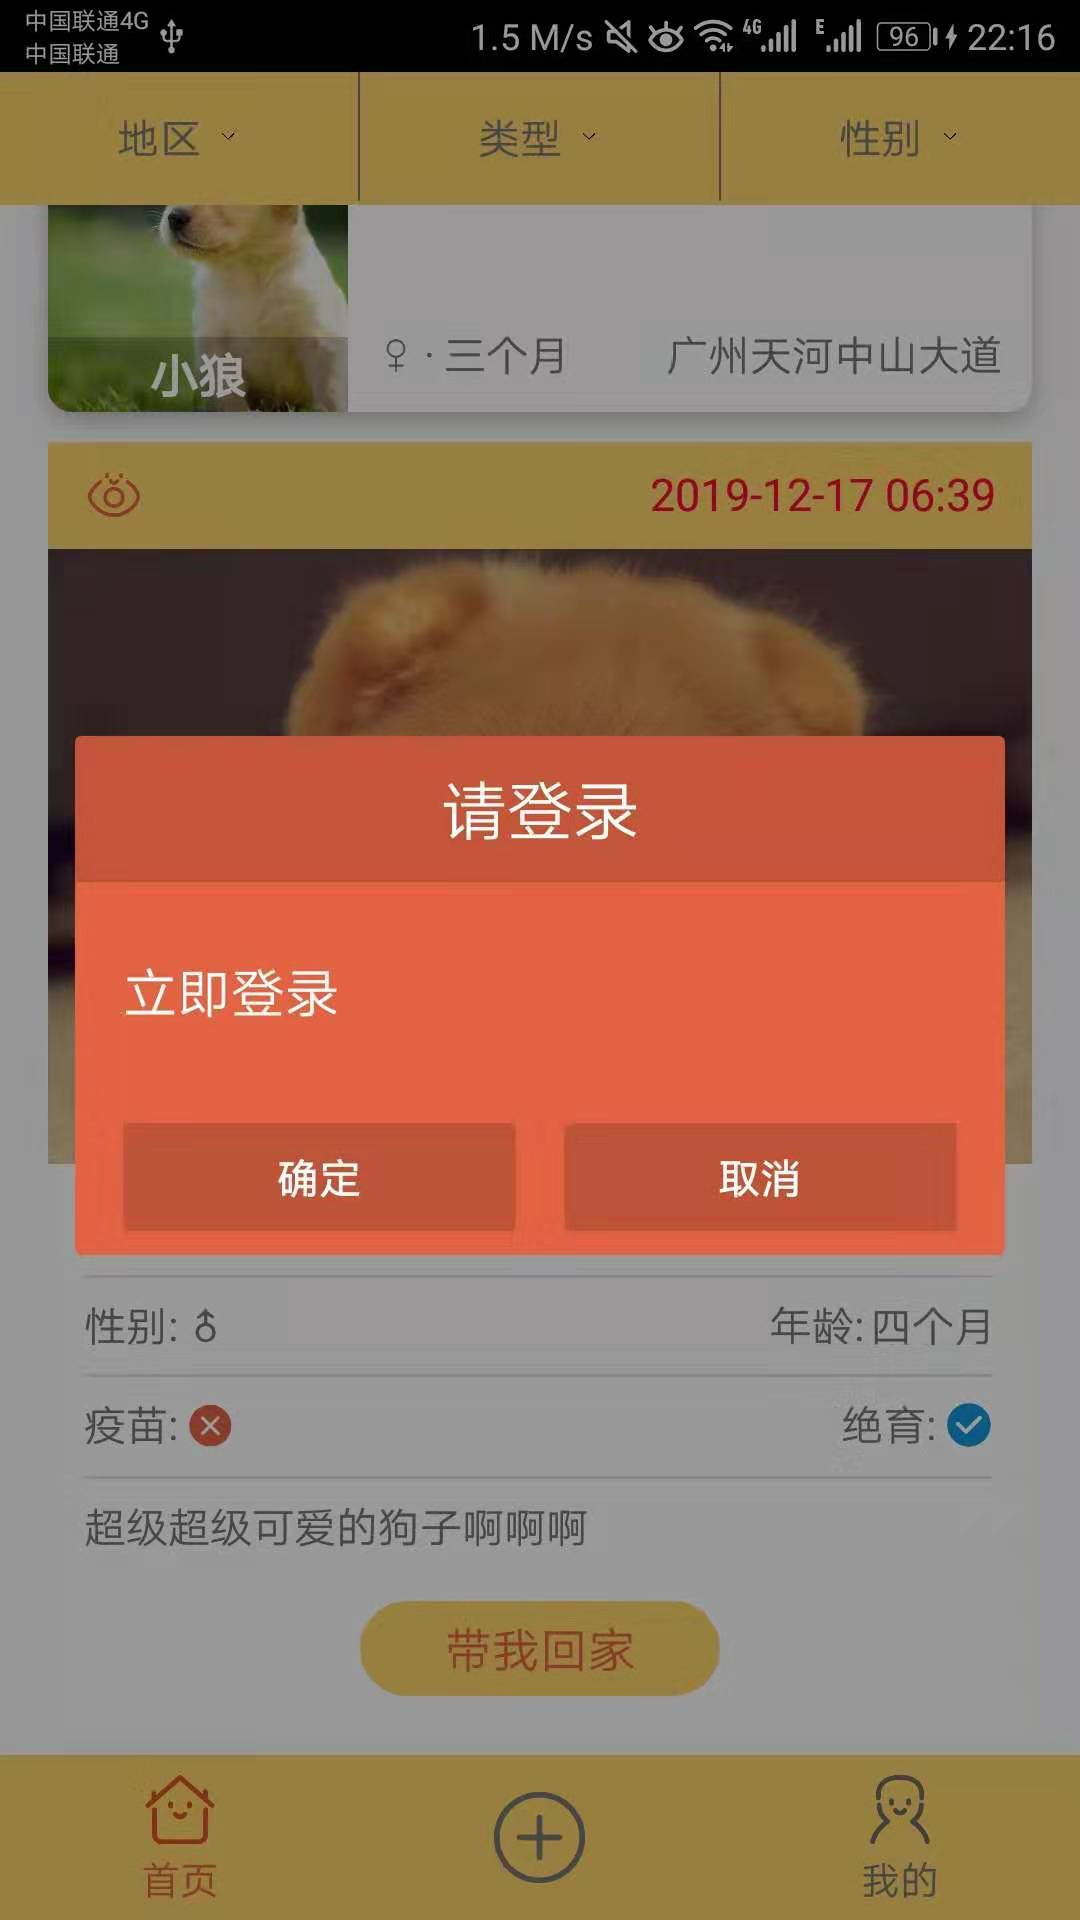 中国联通4G
中国联通
1.5 M/s 4G E 96 22:16
地区 类型 性别
小狼
♀ · 三个月 广州天河中山大道
2019-12-17 06:39
请登录
立即登录
确定 取消
性别: ♂ 年龄: 四个月
疫苗: 绝育:
超级超级可爱的狗子啊啊啊
带我回家
首页 我的